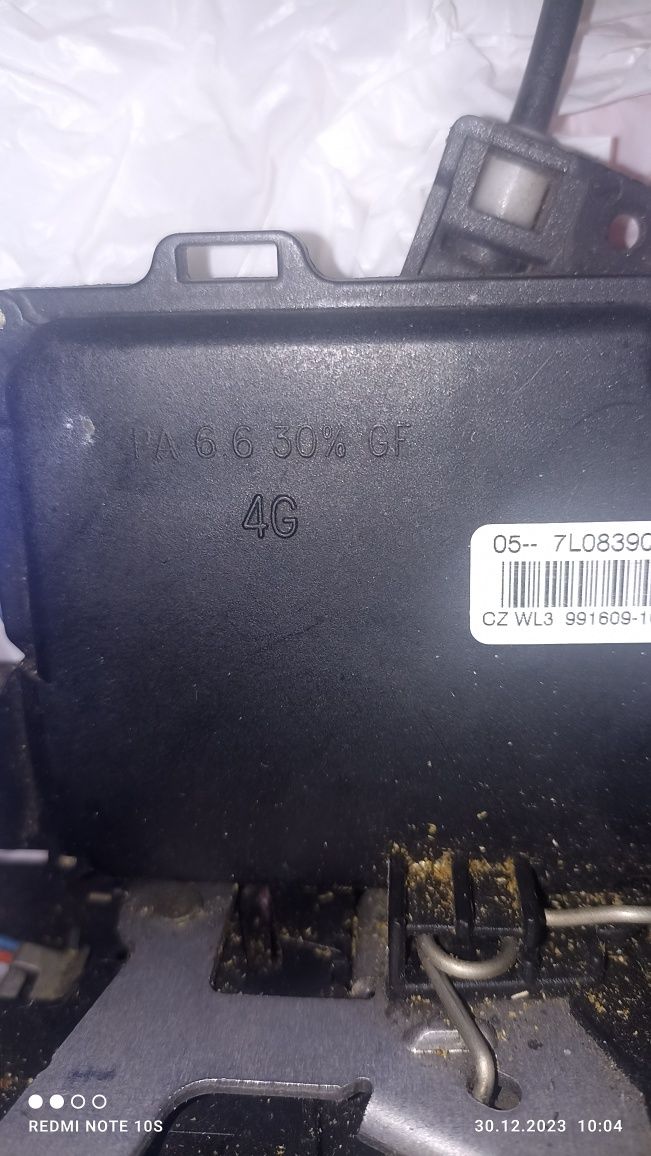 PA 6.6 30% GF
4G
05-- 7L0839
CZ WL3 991609-1
REDMI NOTE 10S
30.12.2023 10:04